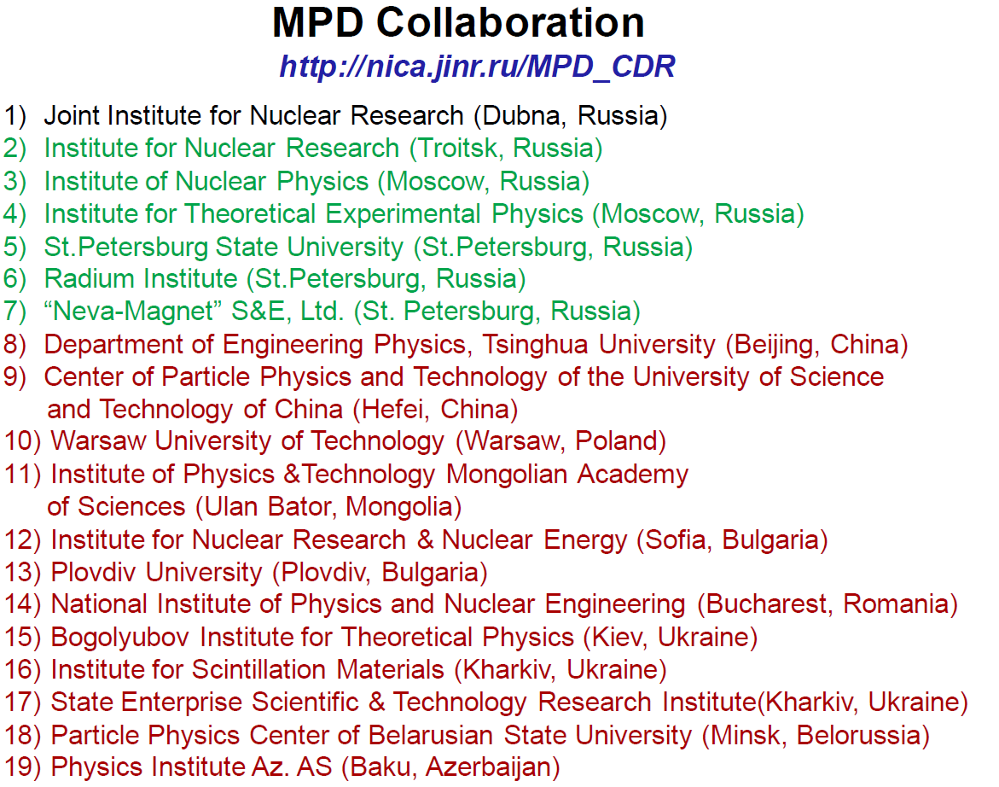 MPD Collaboration
http://nica.jinr.ru/MPD_CDR
1) Joint Institute for Nuclear Research (Dubna, Russia)
2) Institute for Nuclear Research (Troitsk, Russia)
3) Institute of Nuclear Physics (Moscow, Russia)
4) Institute for Theoretical Experimental Physics (Moscow, Russia)
5) St.Petersburg State University (St.Petersburg, Russia)
6) Radium Institute (St.Petersburg, Russia)
7) “Neva-Magnet” S&E, Ltd. (St. Petersburg, Russia)
8) Department of Engineering Physics, Tsinghua University (Beijing, China)
9) Center of Particle Physics and Technology of the University of Science
and Technology of China (Hefei, China)
10) Warsaw University of Technology (Warsaw, Poland)
11) Institute of Physics &Technology Mongolian Academy
of Sciences (Ulan Bator, Mongolia)
12) Institute for Nuclear Research & Nuclear Energy (Sofia, Bulgaria)
13) Plovdiv University (Plovdiv, Bulgaria)
14) National Institute of Physics and Nuclear Engineering (Bucharest, Romania)
15) Bogolyubov Institute for Theoretical Physics (Kiev, Ukraine)
16) Institute for Scintillation Materials (Kharkiv, Ukraine)
17) State Enterprise Scientific & Technology Research Institute(Kharkiv, Ukraine)
18) Particle Physics Center of Belarusian State University (Minsk, Belorussia)
19) Physics Institute Az. AS (Baku, Azerbaijan)